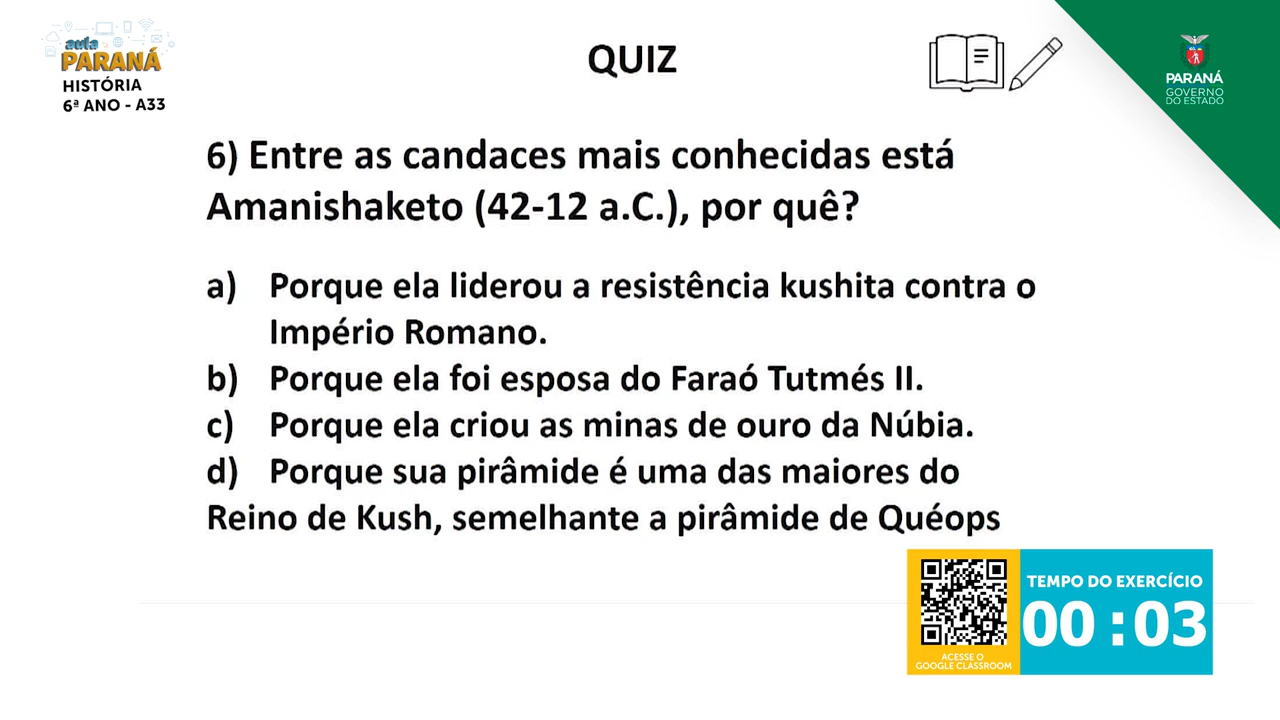 aula
PARANÁ
HISTÓRIA
6ª ANO - A33
QUIZ
PARANÁ
GOVERNO
DO ESTADO
6) Entre as candaces mais conhecidas está
Amanishaketo (42-12 a.C.), por quê?
a) Porque ela liderou a resistência kushita contra o
Império Romano.
b) Porque ela foi esposa do Faraó Tutmés II.
c) Porque ela criou as minas de ouro da Núbia.
d) Porque sua pirâmide é uma das maiores do
Reino de Kush, semelhante a pirâmide de Quéops
TEMPO DO EXERCÍCIO
00 : 03
ACESSE O
GOOGLE CLASSROOM